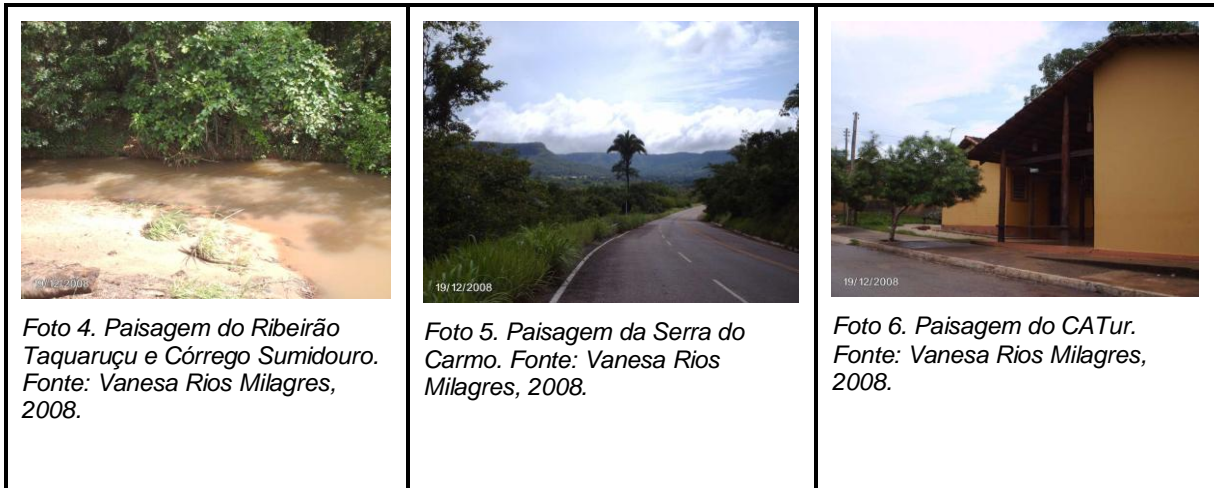 19/12/2008
Foto 4. Paisagem do Ribeirão
Taquaruçu e Córrego Sumidouro.
Fonte: Vanesa Rios Milagres,
2008.
19/12/2008
Foto 5. Paisagem da Serra do
Carmo. Fonte: Vanesa Rios
Milagres, 2008.
19/12/2008
Foto 6. Paisagem do CATur.
Fonte: Vanesa Rios Milagres,
2008.